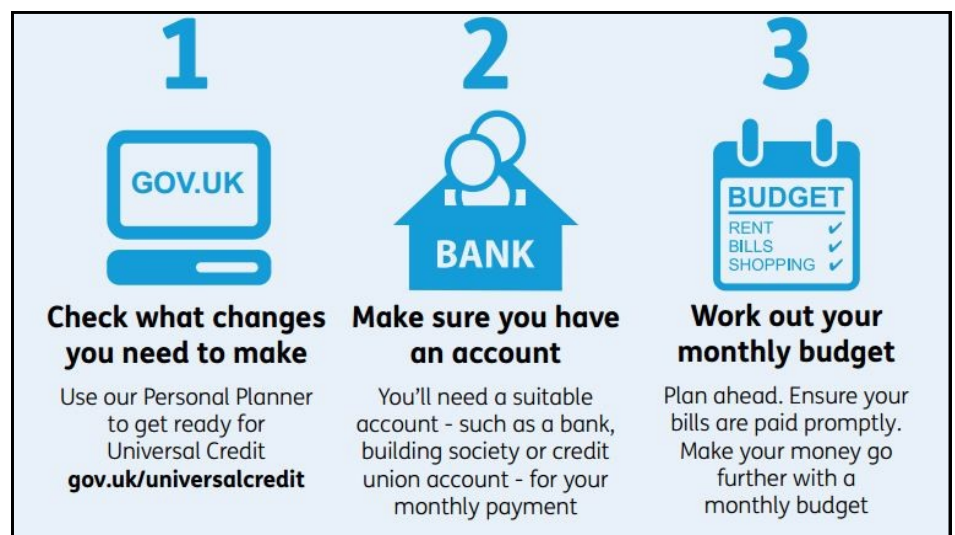 1
GOV.UK
Check what changes
you need to make
Use our Personal Planner
to get ready for
Universal Credit
gov.uk/universalcredit
2
BANK
Make sure you have
an account
You'll need a suitable
account - such as a bank,
building society or credit
union account - for your
monthly payment
3
BUDGET
RENT ✔
BILLS ✔
SHOPPING ✔
Work out your
monthly budget
Plan ahead. Ensure your
bills are paid promptly.
Make your money go
further with a
monthly budget